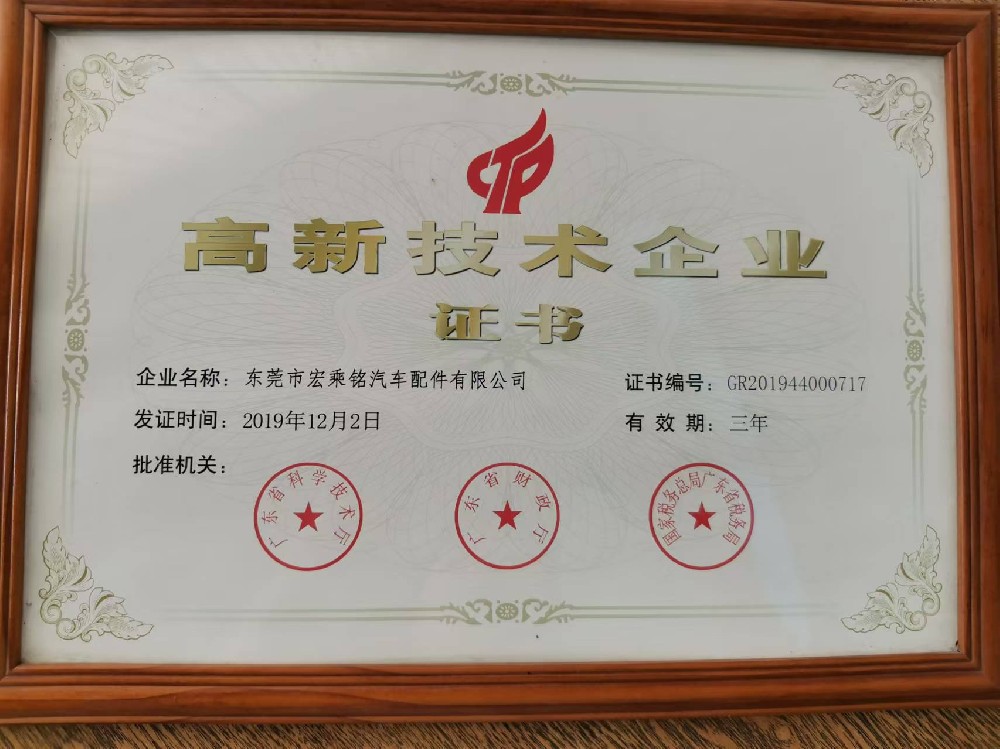 CTP
高新技术企业
证书
企业名称：东莞市宏乘铭汽车配件有限公司
证书编号：GR201944000717
发证时间：2019年12月2日
有效期：三年
批准机关：
广东省科学技术厅
广东省财政厅
国家税务总局广东省税务局